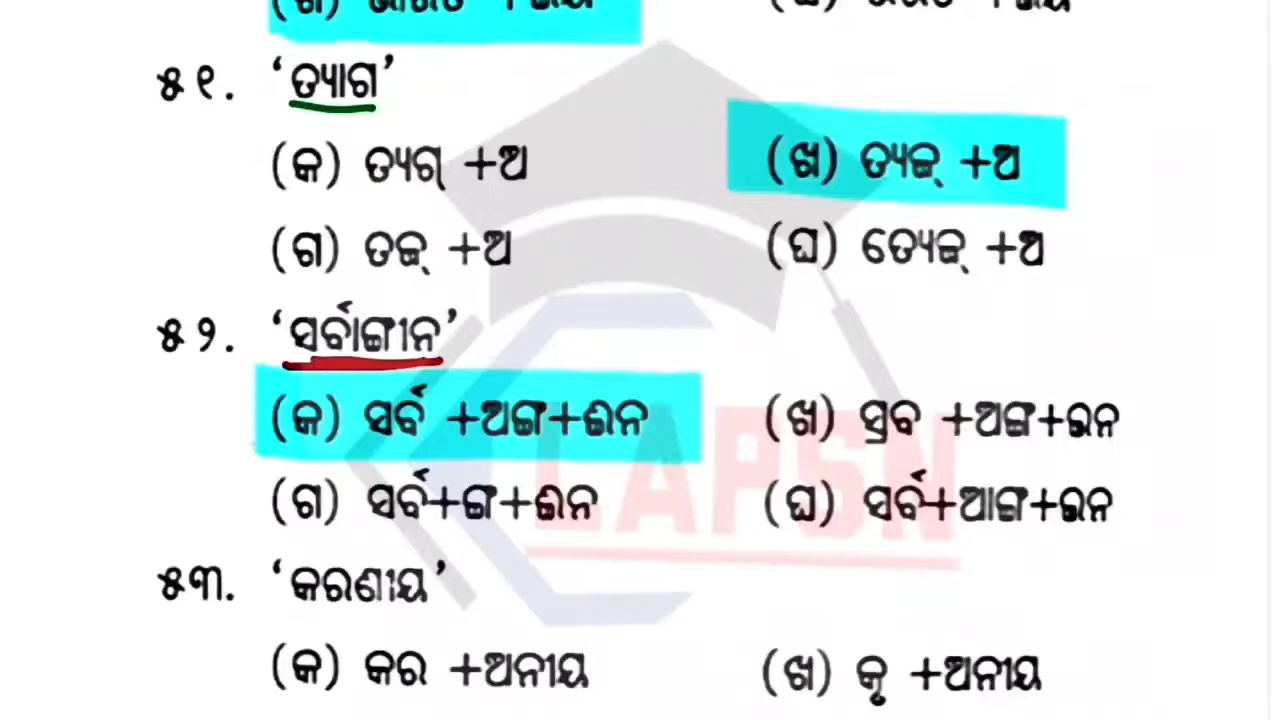 ୫୧. ‘ତ୍ୟାଗ’
(କ) ତ୍ୟଗ୍ +ଅ (ଖ) ତ୍ୟଜ୍ +ଅ
(ଗ) ତଜ୍ +ଅ (ଘ) ତ୍ୟେଜ୍ +ଅ
୫୨. ‘ସର୍ବାଙ୍ଗୀନ’
(କ) ସର୍ବ +ଅଙ୍ଗ+ଈନ (ଖ) ସ୍ରବ +ଅଙ୍ଗ+ଇନ
(ଗ) ସର୍ବ+ଙ୍ଗ+ଈନ (ଘ) ସର୍ବ+ଆଙ୍ଗ+ଇନ
LAPSN
୫୩. ‘କରଣୀୟ’
(କ) କର +ଅନୀୟ (ଖ) କୃ +ଅନୀୟ